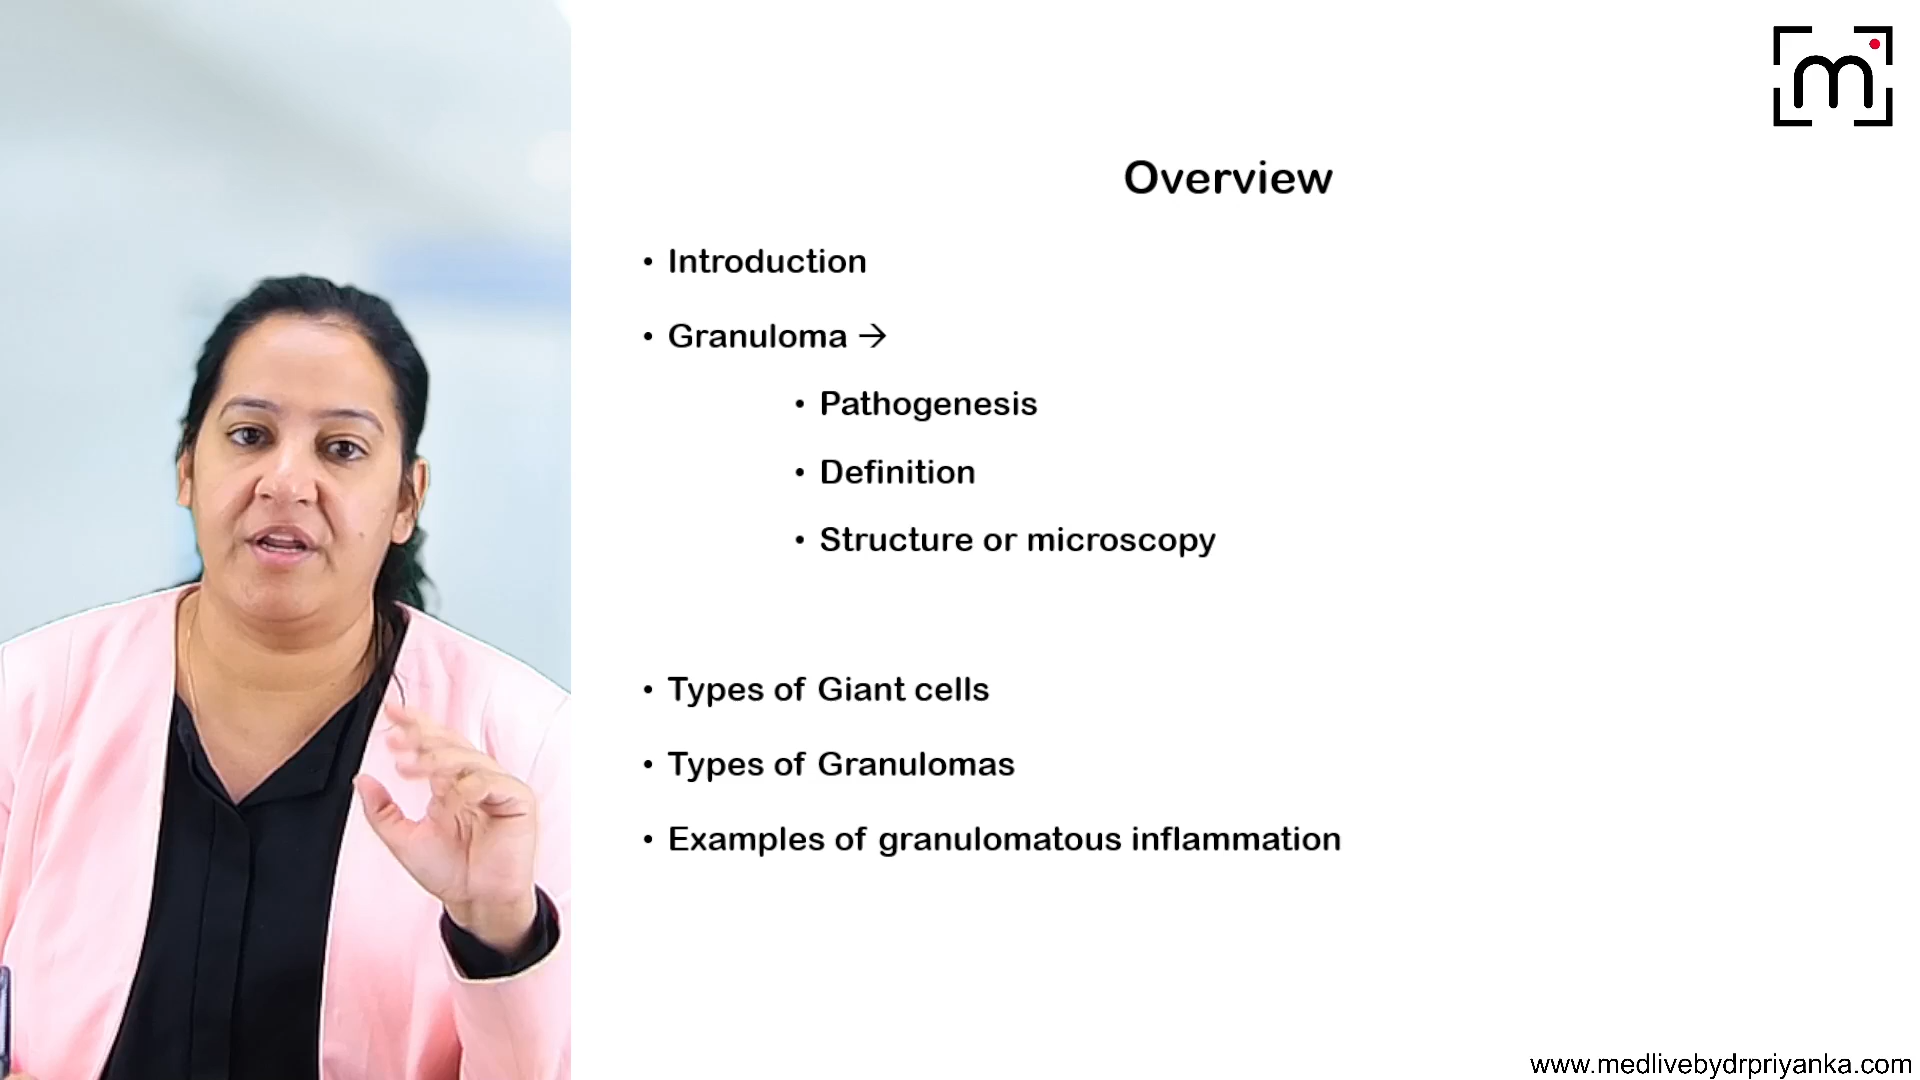 Overview
• Introduction
• Granuloma →
• Pathogenesis
• Definition
• Structure or microscopy
• Types of Giant cells
• Types of Granulomas
• Examples of granulomatous inflammation
m
www.medlivebydrpriyanka.com